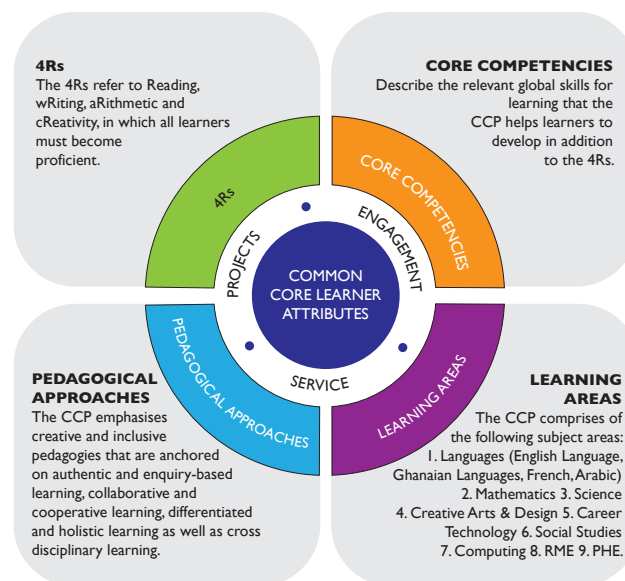 4Rs
The 4Rs refer to Reading,
wRiting, aRithmetic and
cReativity, in which all learners
must become
proficient.
CORE COMPETENCIES
Describe the relevant global skills for
learning that the
CCP helps learners to
develop in addition
to the 4Rs.
4Rs
CORE COMPETENCIES
PROJECTS
ENGAGEMENT
COMMON
CORE LEARNER
ATTRIBUTES
SERVICE
PEDAGOGICAL APPROACHES
LEARNING AREAS
PEDAGOGICAL
APPROACHES
The CCP emphasises
creative and inclusive
pedagogies that are anchored
on authentic and enquiry-based
learning, collaborative and
cooperative learning, differentiated
and holistic learning as well as cross
disciplinary learning.
LEARNING
AREAS
The CCP comprises of
the following subject areas:
1. Languages (English Language,
Ghanaian Languages, French, Arabic)
2. Mathematics 3. Science
4. Creative Arts & Design 5. Career
Technology 6. Social Studies
7. Computing 8. RME 9. PHE.